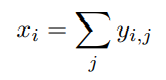 x_i = \sum_j y_{i,j}